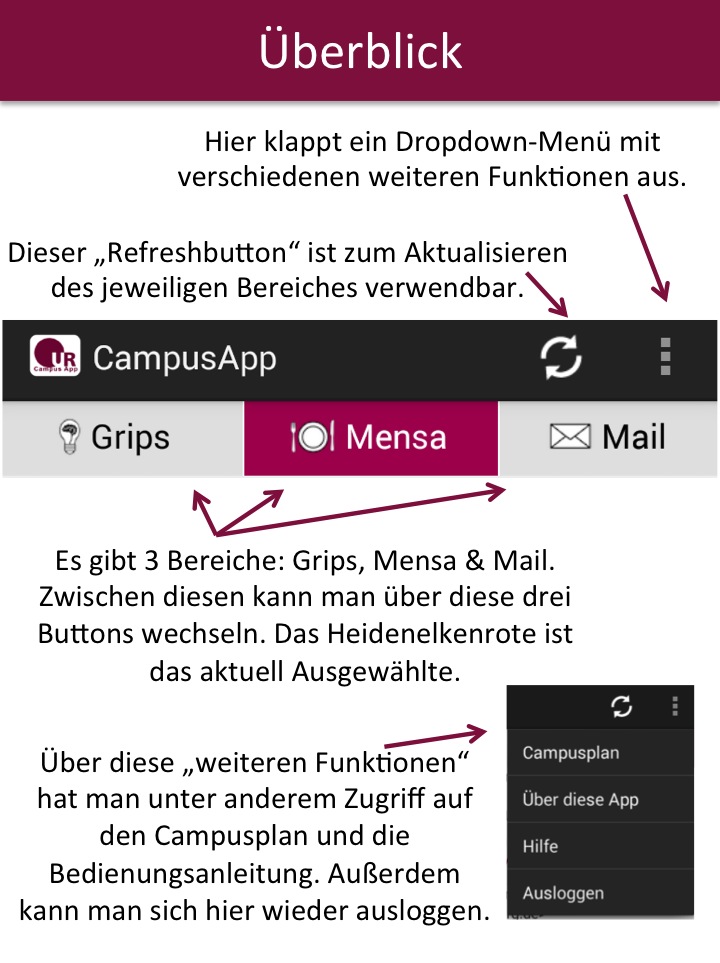 Überblick
Hier klappt ein Dropdown-Menü mit
verschiedenen weiteren Funktionen aus.
Dieser „Refreshbutton“ ist zum Aktualisieren
des jeweiligen Bereiches verwendbar.
UR
Campus App
CampusApp
Grips
Mensa
Mail
Es gibt 3 Bereiche: Grips, Mensa & Mail.
Zwischen diesen kann man über diese drei
Buttons wechseln. Das Heidenelkenrote ist
das aktuell Ausgewählte.
Über diese „weiteren Funktionen“
hat man unter anderem Zugriff auf
den Campusplan und die
Bedienungsanleitung. Außerdem
kann man sich hier wieder ausloggen.
Campusplan
Über diese App
Hilfe
Ausloggen